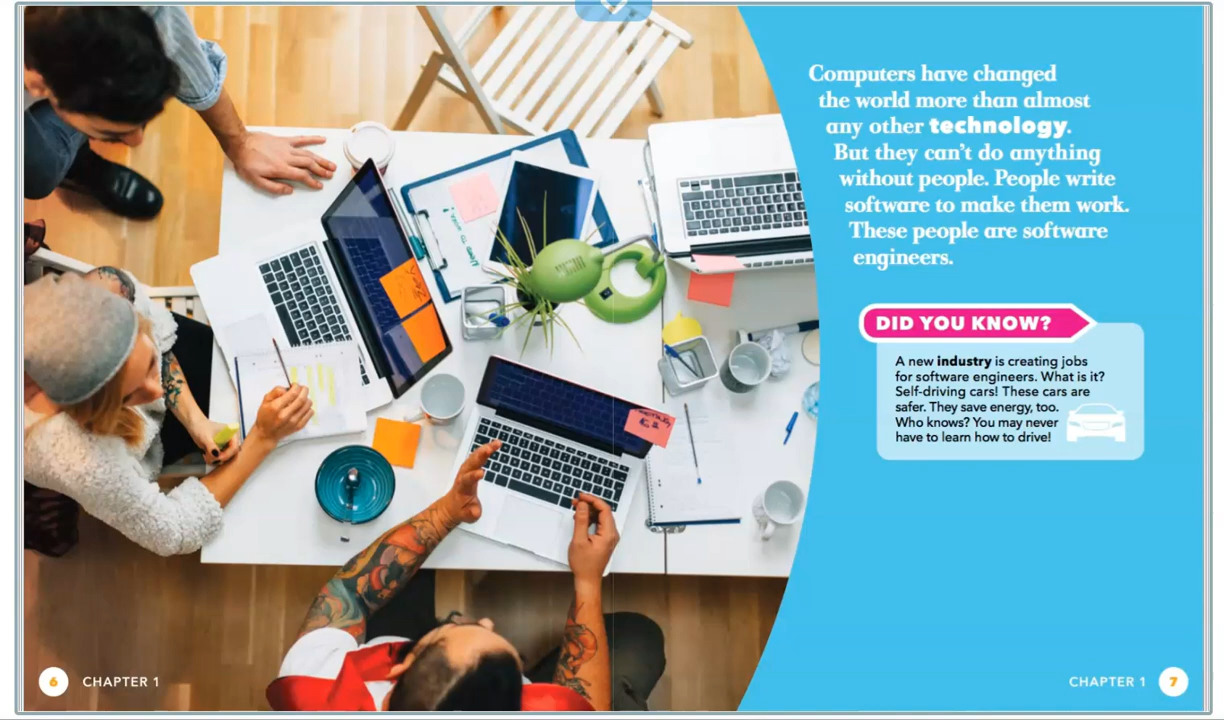 Computers have changed
the world more than almost
any other technology.
But they can't do anything
without people. People write
software to make them work.
These people are software
engineers.
DID YOU KNOW?
A new industry is creating jobs
for software engineers. What is it?
Self-driving cars! These cars are
safer. They save energy, too.
Who knows? You may never
have to learn how to drive!
6 CHAPTER 1
CHAPTER 1 7